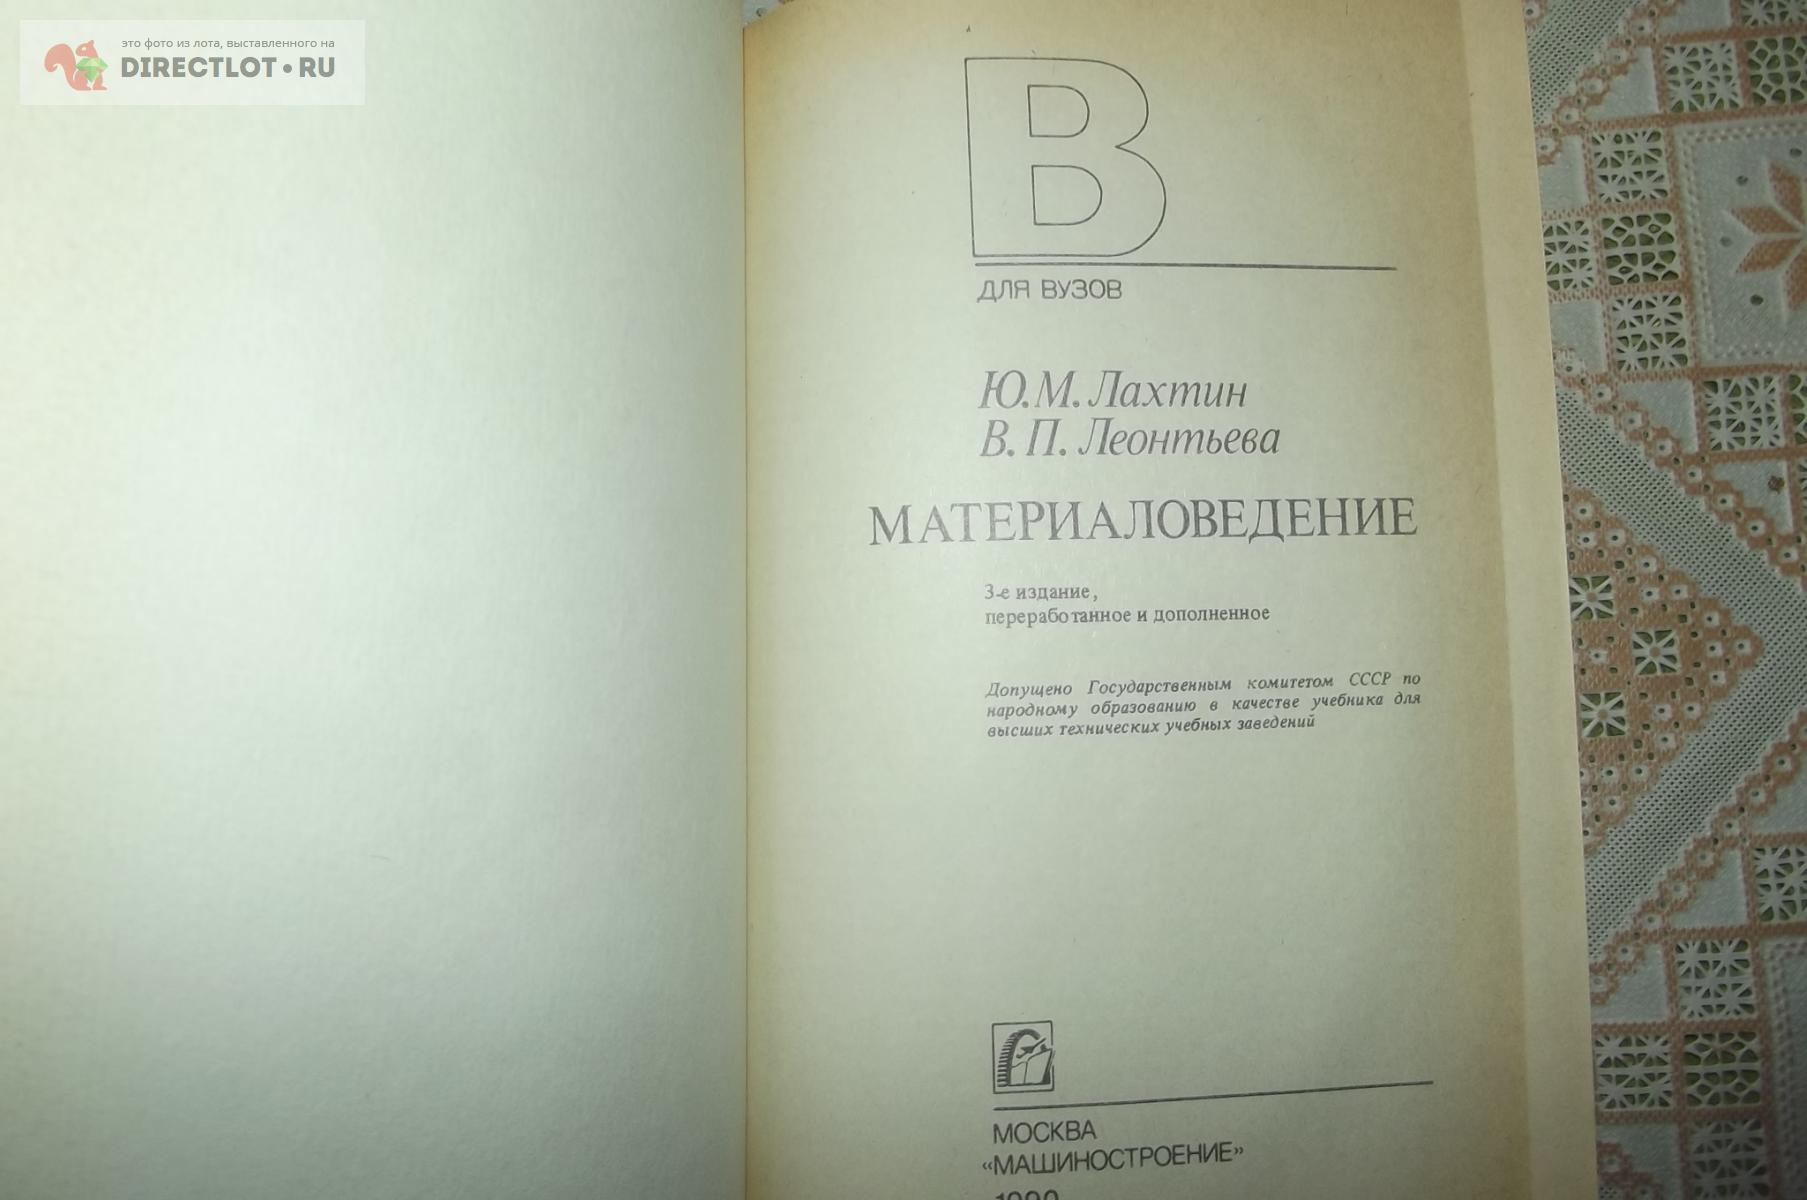 это фото из лота, выставленного на
DIRECTLOT•RU
В
ДЛЯ ВУЗОВ
Ю.М. Лахтин
В. П. Леонтьева
МАТЕРИАЛОВЕДЕНИЕ
3-е издание,
переработанное и дополненное
Допущено Государственным комитетом СССР по
народному образованию в качестве учебника для
высших технических учебных заведений
МОСКВА
«МАШИНОСТРОЕНИЕ»